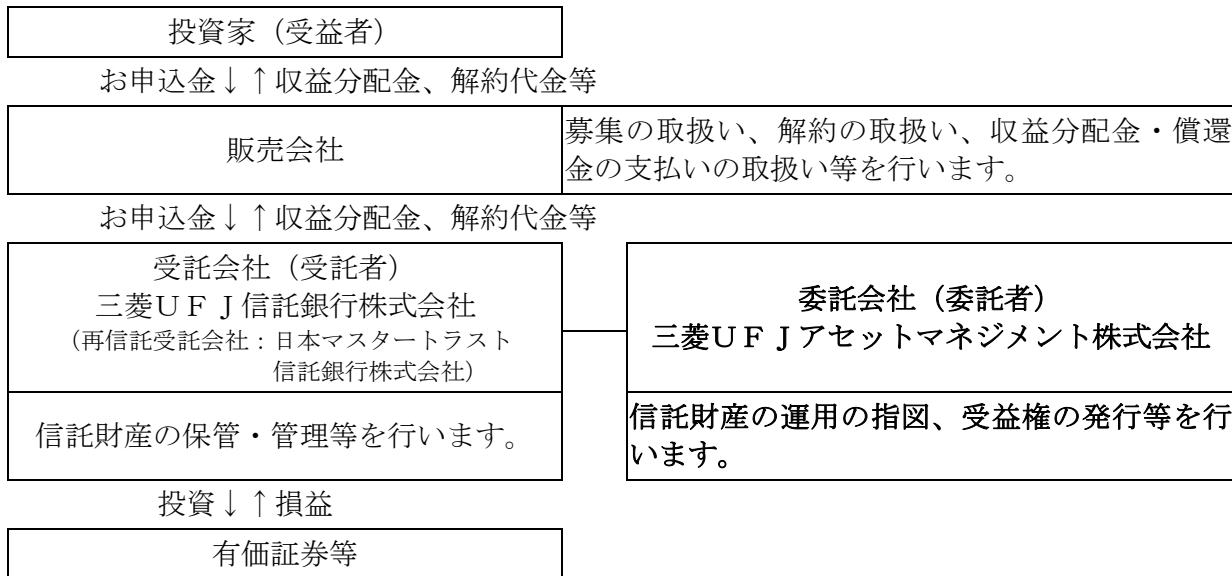 投資家（受益者）
お申込金↓↑収益分配金、解約代金等
販売会社
募集の取扱い、解約の取扱い、収益分配金・償還
金の支払いの取扱い等を行います。
お申込金↓↑収益分配金、解約代金等
受託会社（受託者）
三菱ＵＦＪ信託銀行株式会社
（再信託受託会社：日本マスタートラスト
信託銀行株式会社）
委託会社（委託者）
三菱ＵＦＪアセットマネジメント株式会社
信託財産の保管・管理等を行います。
信託財産の運用の指図、受益権の発行等を行
います。
投資↓↑損益
有価証券等